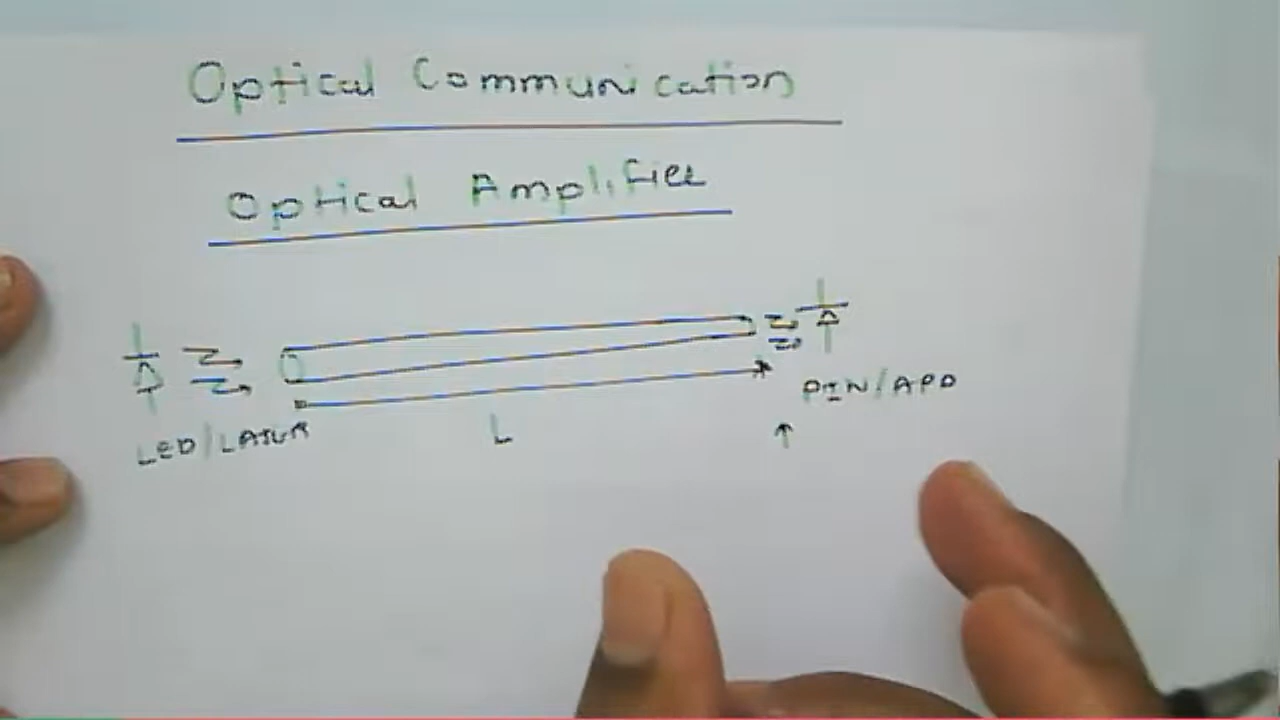 Optical Communication
Optical Amplifier
PIN/APD
LED/LASER
L